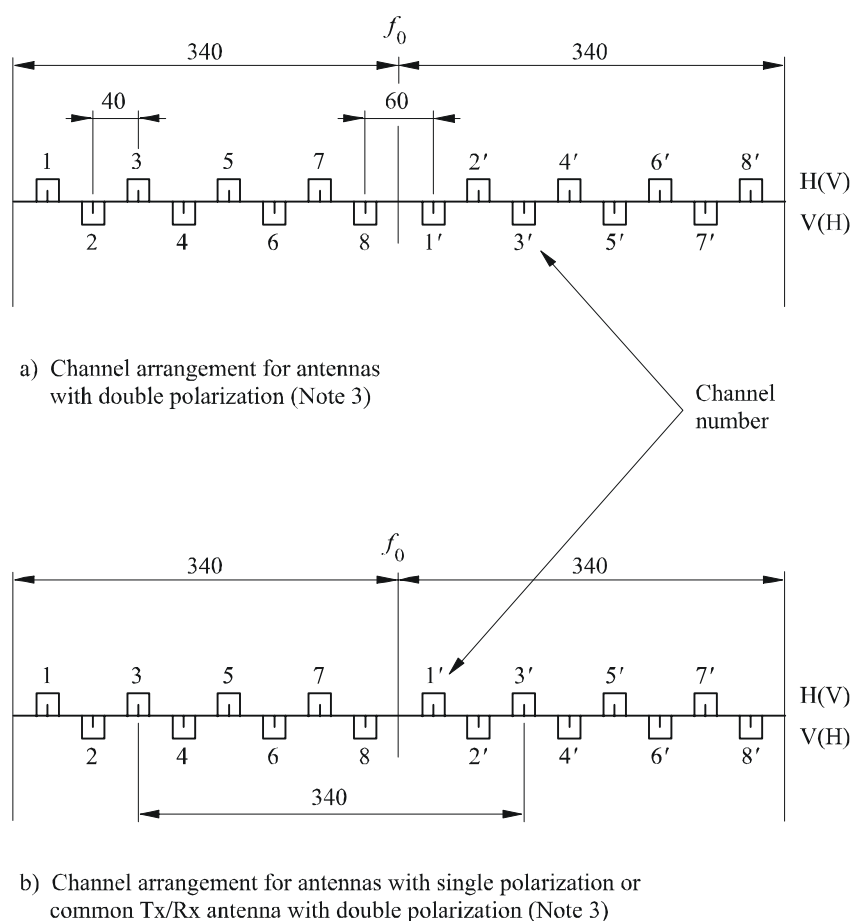 f0
340 340
40 60
1 3 5 7 2′ 4′ 6′ 8′ H(V)
2 4 6 8 1′ 3′ 5′ 7′ V(H)
a) Channel arrangement for antennas
with double polarization (Note 3)
Channel
number
f0
340 340
1 3 5 7 1′ 3′ 5′ 7′ H(V)
2 4 6 8 2′ 4′ 6′ 8′ V(H)
340
b) Channel arrangement for antennas with single polarization or
common Tx/Rx antenna with double polarization (Note 3)